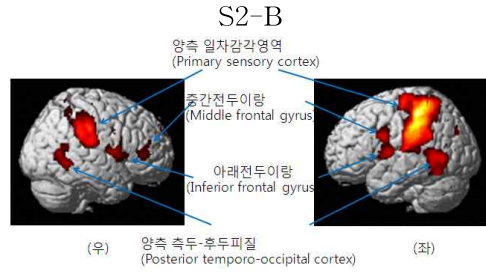 S2-B
양측 일차감각영역
(Primary sensory cortex)
중간전두이랑
(Middle frontal gyrus)
아래전두이랑
(Inferior frontal gyrus
(우)
양측 측두-후두피질
(Posterior temporo-occipital cortex)
(좌)